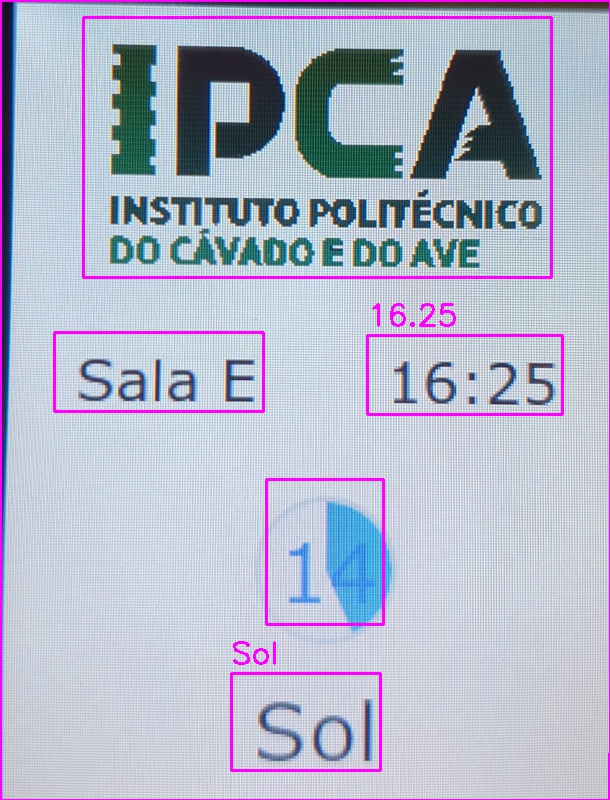 IPCA
INSTITUTO POLITÉCNICO
DO CÁVADO E DO AVE
16.25
Sala E
16:25
14
Sol
Sol